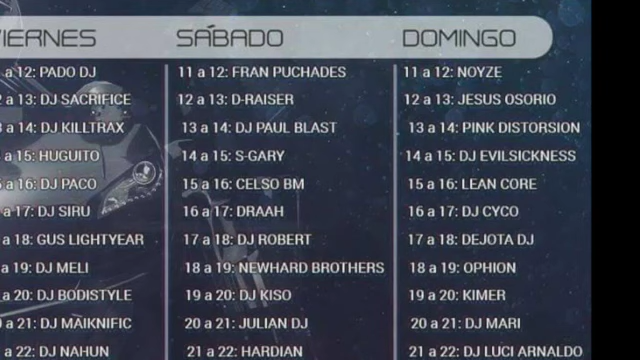 VIERNES SÁBADO DOMINGO
a 12: PADO DJ 11 a 12: FRAN PUCHADES 11 a 12: NOYZE
2 a 13: DJ SACRIFICE 12 a 13: D-RAISER 12 a 13: JESUS OSORIO
3 a 14: DJ KILLTRAX 13 a 14: DJ PAUL BLAST 13 a 14: PINK DISTORSION
a 15: HUGUITO 14 a 15: S-GARY 14 a 15: DJ EVILSICKNESS
a 16: DJ PACO 15 a 16: CELSO BM 15 a 16: LEAN CORE
a 17: DJ SIRU 16 a 17: DRAAH 16 a 17: DJ CYCO
a 18: GUS LIGHTYEAR 17 a 18: DJ ROBERT 17 a 18: DEJOTA DJ
a 19: DJ MELI 18 a 19: NEWHARD BROTHERS 18 a 19: OPHION
a 20: DJ BODISTYLE 19 a 20: DJ KISO 19 a 20: KIMER
a 21: DJ MAIKNIFIC 20 a 21: JULIAN DJ 20 a 21: DJ MARI
a 22: DJ NAHUN 21 a 22: HARDIAN 21 a 22: DJ LUCI ARNALDO